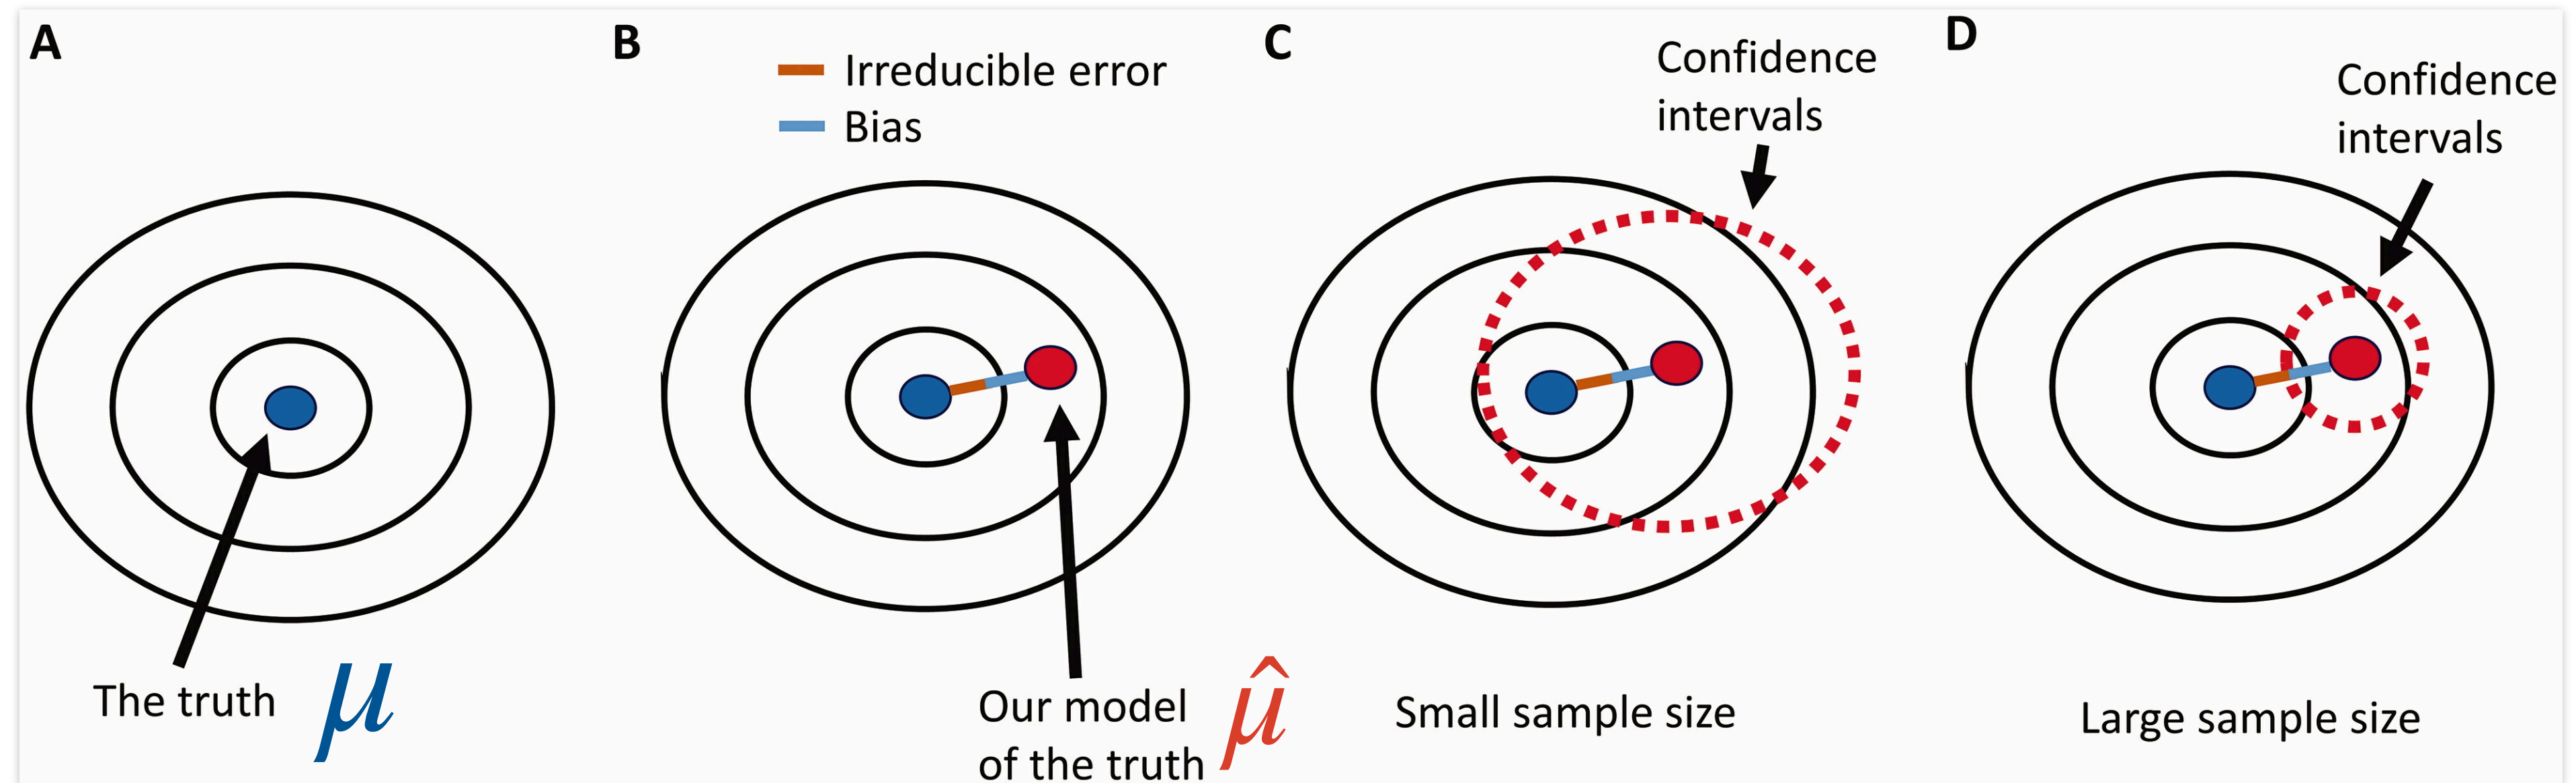 A
The truth μ
B
Irreducible error
Bias
Our model
of the truth μ̂
C
Confidence
intervals
Small sample size
D
Confidence
intervals
Large sample size